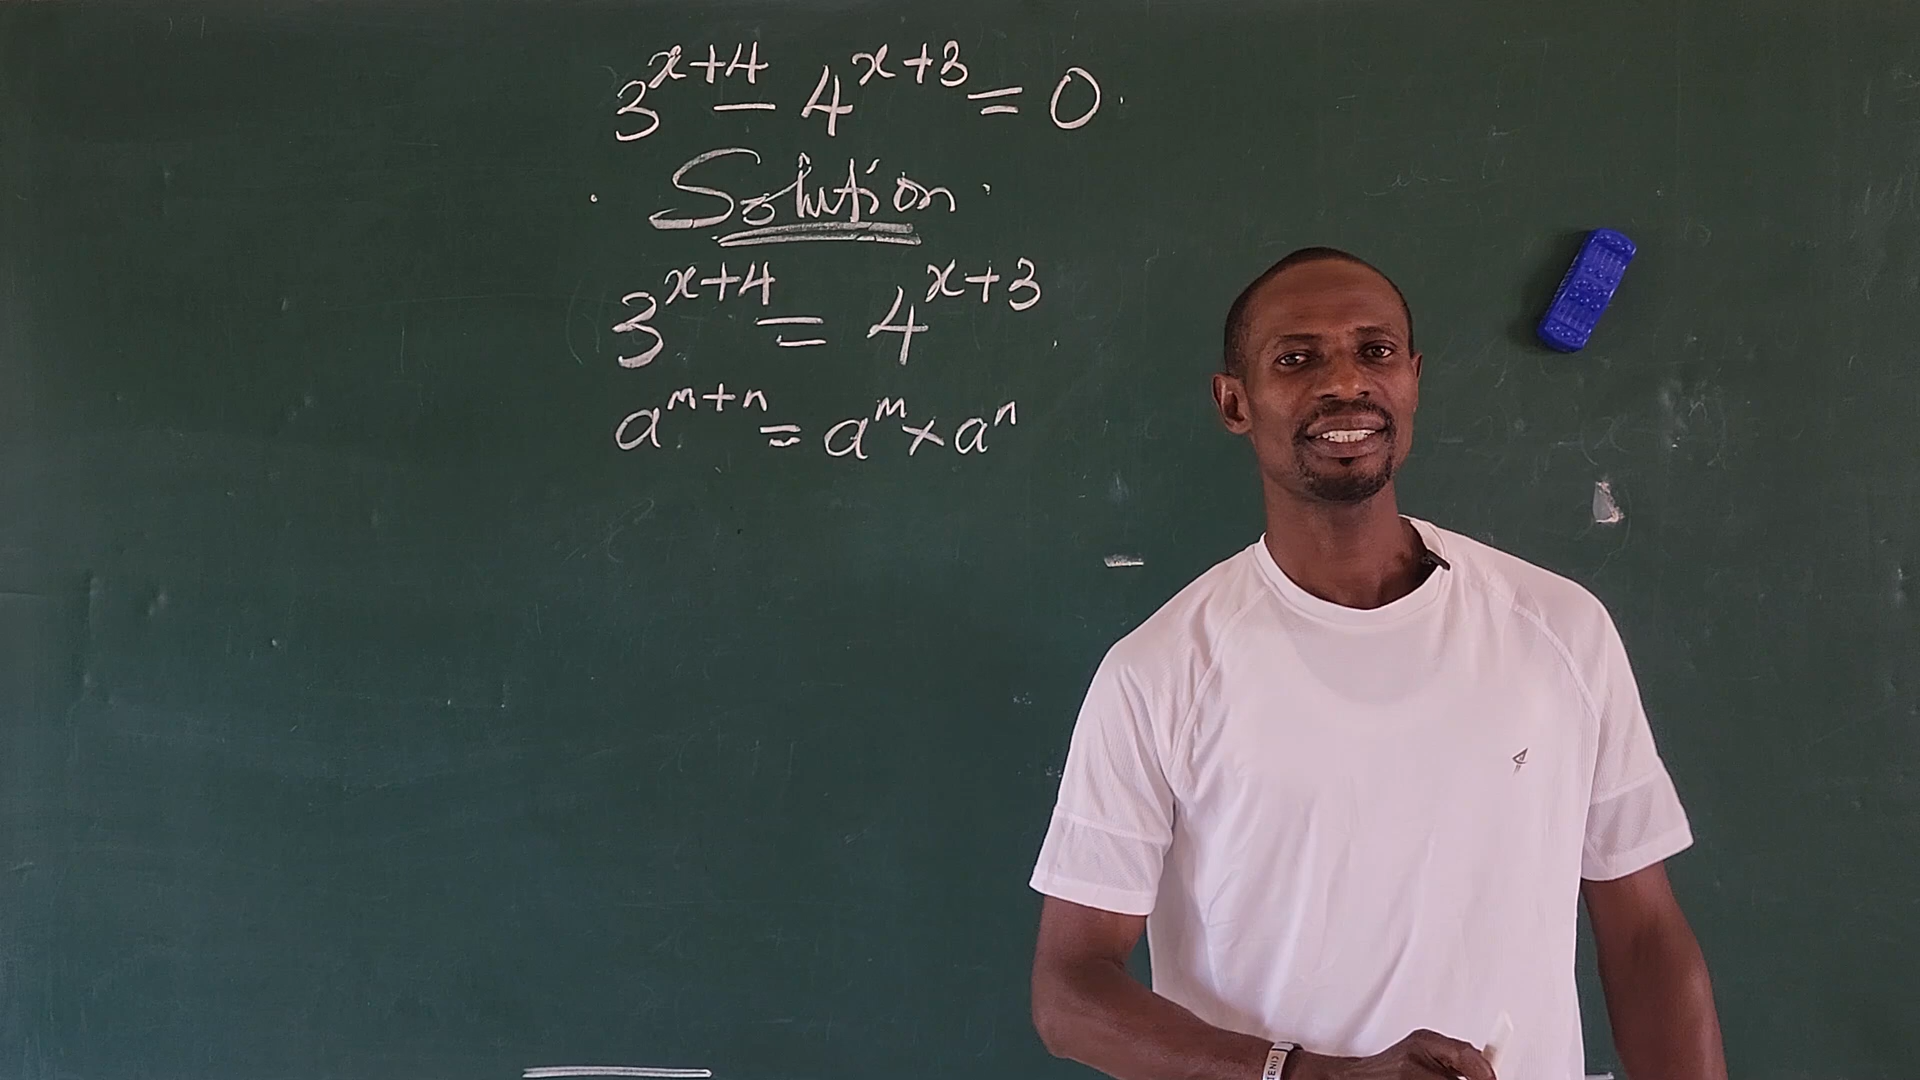 3^{x+4} - 4^{x+3} = 0.
Solution
3^{x+4} = 4^{x+3}
a^{m+n} = a^m × a^n